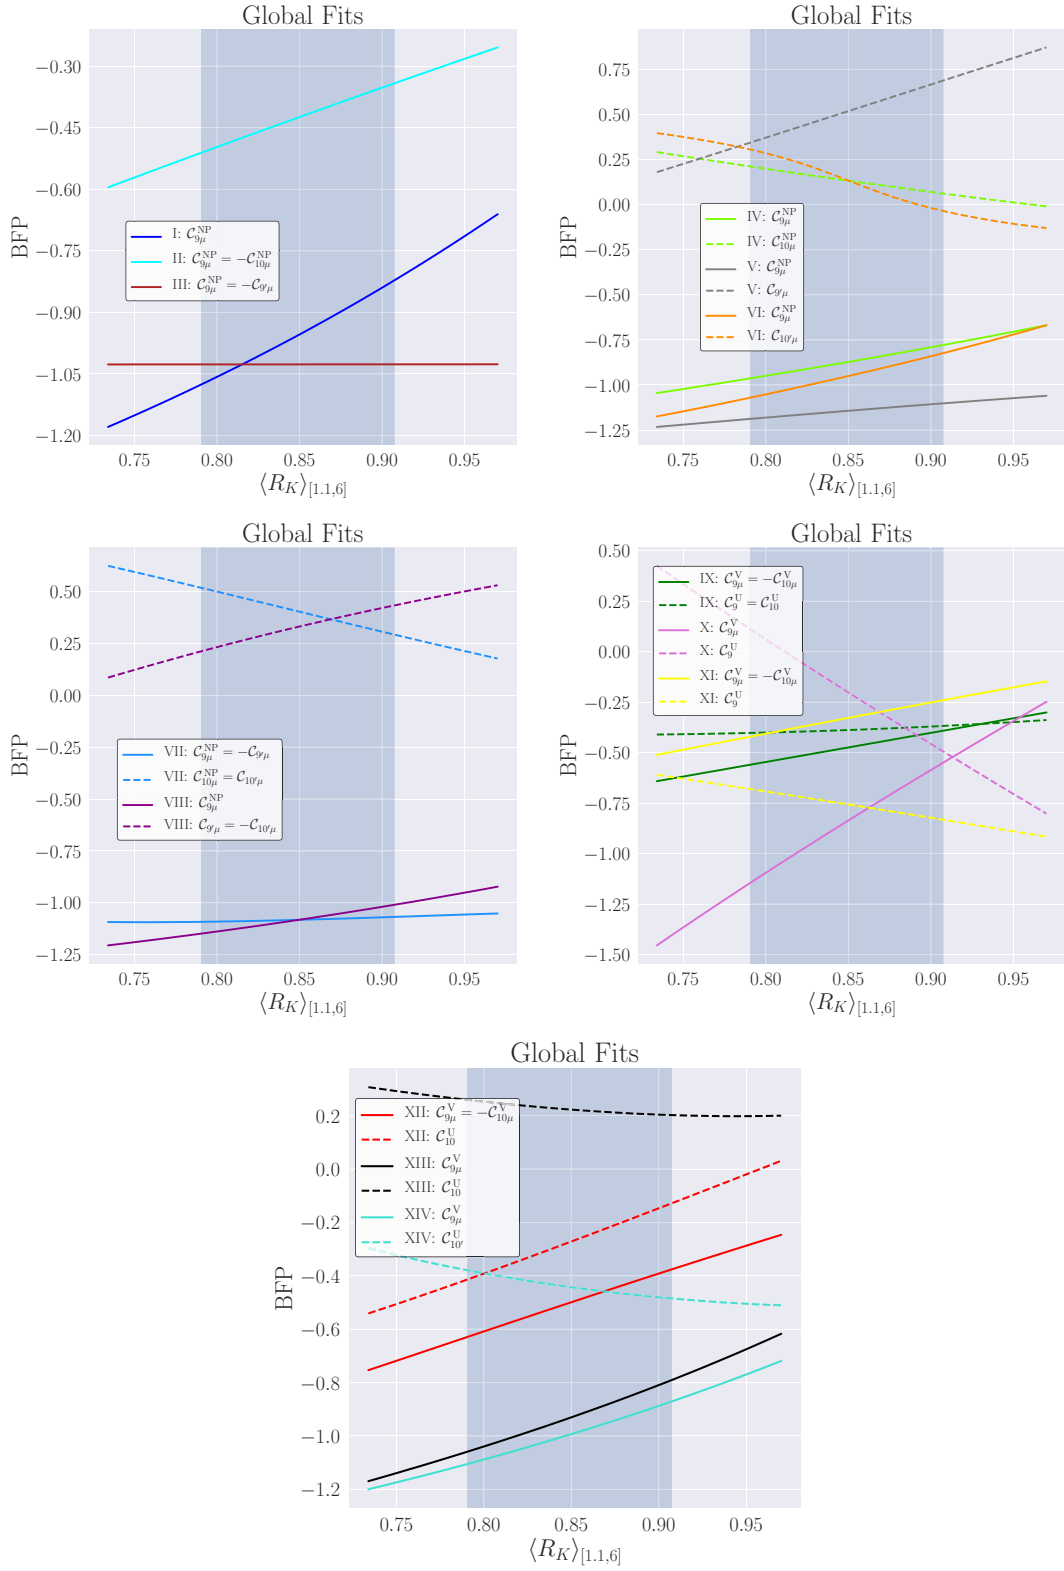 Global Fits
BFP
−0.30
−0.45
−0.60
−0.75
−0.90
−1.05
−1.20
I: 𝒞₉μᴺᴾ
II: 𝒞₉μᴺᴾ = −𝒞₁₀μᴺᴾ
III: 𝒞₉μᴺᴾ = −𝒞₉′μ
0.75 0.80 0.85 0.90 0.95
⟨R_K⟩[1.1,6]
Global Fits
BFP
0.75
0.50
0.25
0.00
−0.25
−0.50
−0.75
−1.00
−1.25
IV: 𝒞₉μᴺᴾ
IV: 𝒞₁₀μᴺᴾ
V: 𝒞₉μᴺᴾ
V: 𝒞₉′μ
VI: 𝒞₉μᴺᴾ
VI: 𝒞₁₀′μ
0.75 0.80 0.85 0.90 0.95
⟨R_K⟩[1.1,6]
Global Fits
BFP
0.50
0.25
0.00
−0.25
−0.50
−0.75
−1.00
−1.25
VII: 𝒞₉μᴺᴾ = −𝒞₉′μ
VII: 𝒞₁₀μᴺᴾ = 𝒞₁₀′μ
VIII: 𝒞₉μᴺᴾ
VIII: 𝒞₉′μ = −𝒞₁₀′μ
0.75 0.80 0.85 0.90 0.95
⟨R_K⟩[1.1,6]
Global Fits
BFP
0.50
0.25
0.00
−0.25
−0.50
−0.75
−1.00
−1.25
−1.50
IX: 𝒞₉μⱽ = −𝒞₁₀μⱽ
IX: 𝒞₉ᵁ = 𝒞₁₀ᵁ
X: 𝒞₉μⱽ
X: 𝒞₉ᵁ
XI: 𝒞₉μⱽ = −𝒞₁₀μⱽ
XI: 𝒞₉ᵁ
0.75 0.80 0.85 0.90 0.95
⟨R_K⟩[1.1,6]
Global Fits
BFP
0.2
0.0
−0.2
−0.4
−0.6
−0.8
−1.0
−1.2
XII: 𝒞₉μⱽ = −𝒞₁₀μⱽ
XII: 𝒞₁₀ᵁ
XIII: 𝒞₉μⱽ
XIII: 𝒞₁₀ᵁ
XIV: 𝒞₉μⱽ
XIV: 𝒞₁₀′ᵁ
0.75 0.80 0.85 0.90 0.95
⟨R_K⟩[1.1,6]